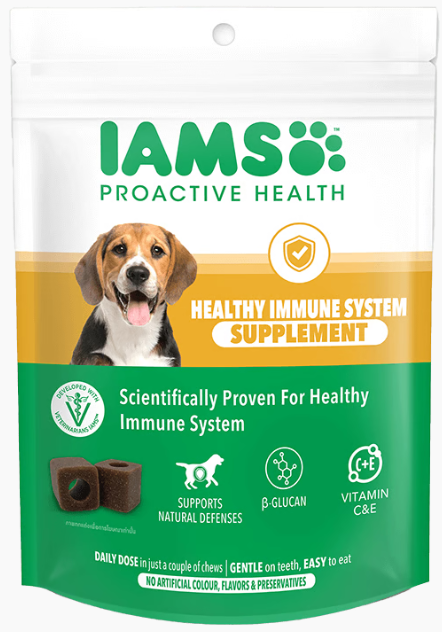 IAMS™
PROACTIVE HEALTH
HEALTHY IMMUNE SYSTEM
SUPPLEMENT
DEVELOPED WITH
VETERINARIANS IAMS™
Scientifically Proven For Healthy
Immune System
SUPPORTS
NATURAL DEFENSES
β-GLUCAN
C+E
VITAMIN
C&E
DAILY DOSE in just a couple of chews | GENTLE on teeth, EASY to eat
NO ARTIFICIAL COLOUR, FLAVORS & PRESERVATIVES